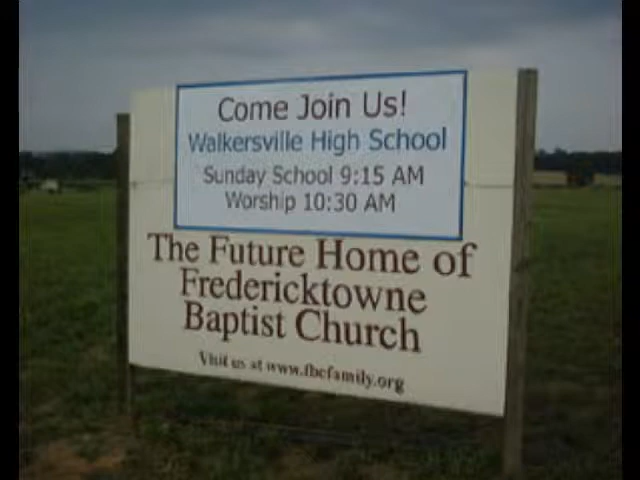 Come Join Us!
Walkersville High School
Sunday School 9:15 AM
Worship 10:30 AM
The Future Home of
Fredericktowne
Baptist Church
Visit us at www.fbcfamily.org